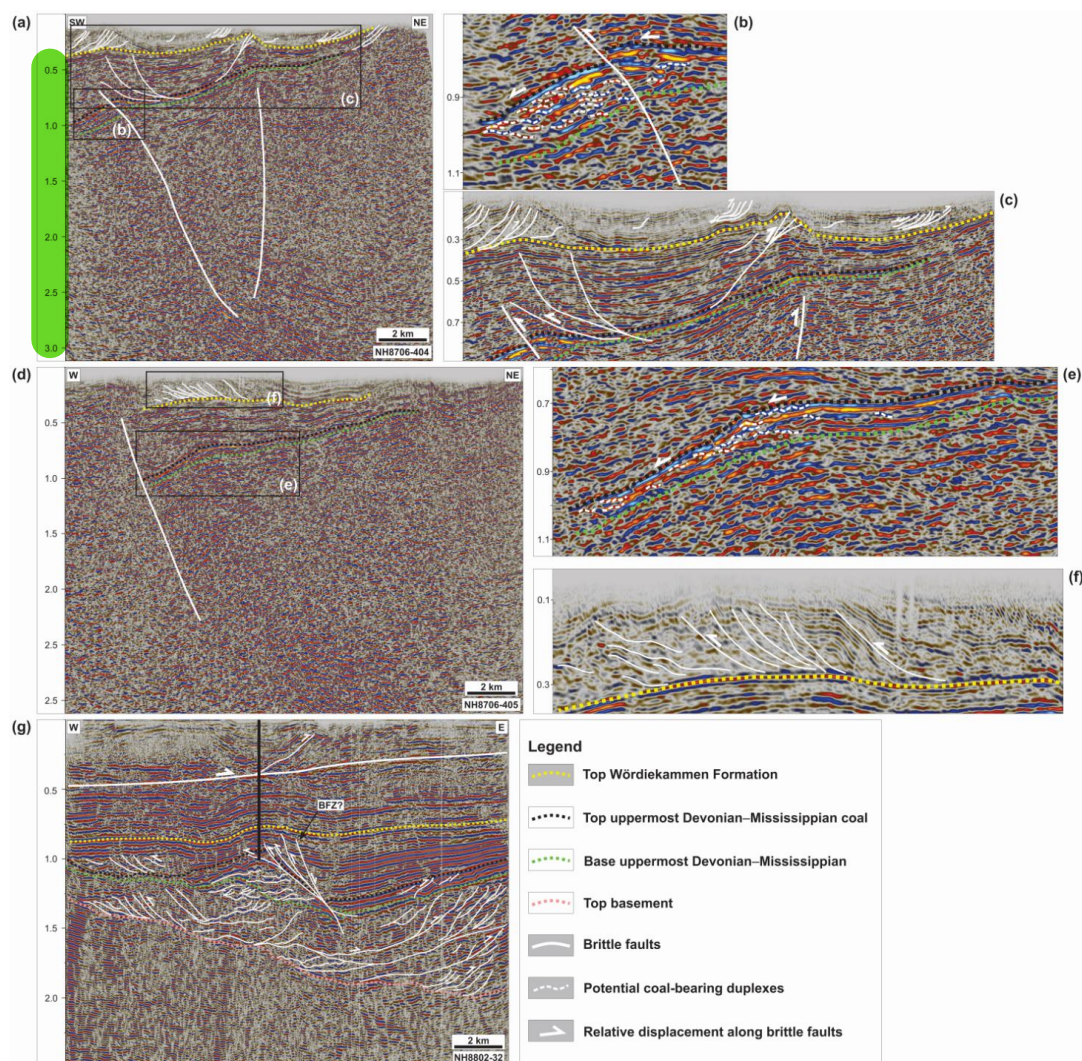 (a)
SW
NE
0.5
1.0
1.5
2.0
2.5
3.0
(b)
(c)
2 km
NH8706-404
(b)
0.9
1.1
(c)
0.3
0.5
0.7
(d)
W
NE
0.5
1.0
1.5
2.0
2.5
(f)
(e)
2 km
NH8706-405
(e)
0.7
0.9
1.1
(f)
0.1
0.3
(g)
W
E
0.5
1.0
1.5
2.0
BFZ?
2 km
NH8802-32
Legend
Top Wördiekammen Formation
Top uppermost Devonian–Mississippian coal
Base uppermost Devonian–Mississippian
Top basement
Brittle faults
Potential coal-bearing duplexes
Relative displacement along brittle faults